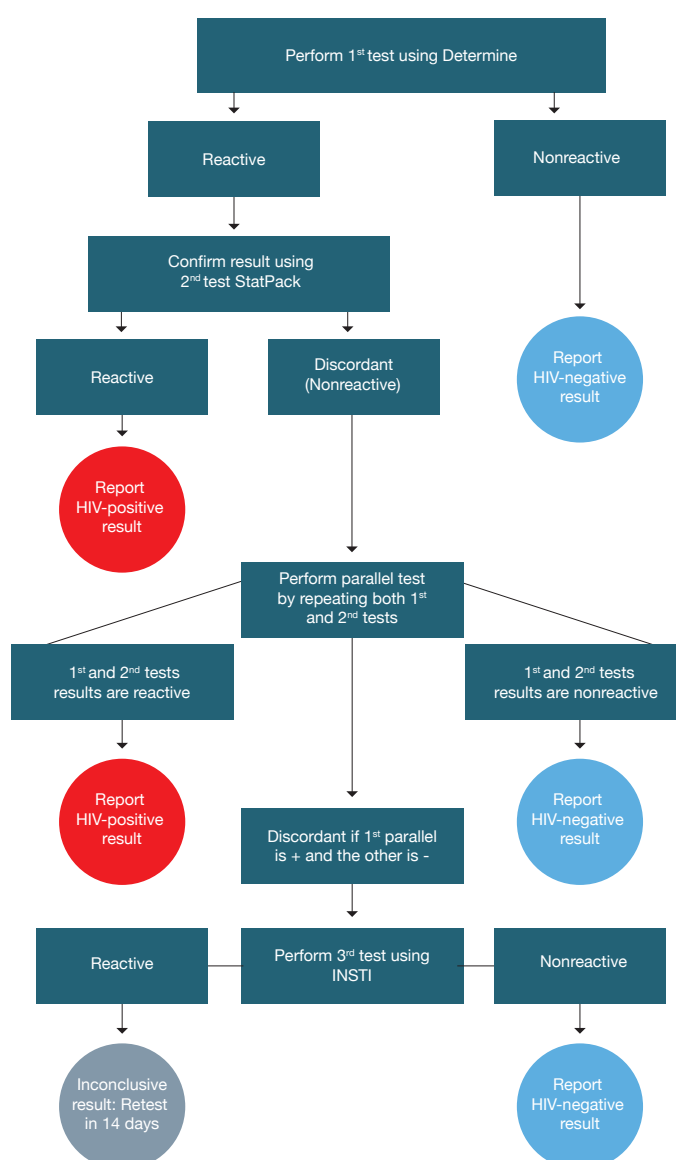 Perform 1st test using Determine
Reactive
Nonreactive
Confirm result using
2nd test StatPack
Reactive
Discordant
(Nonreactive)
Report
HIV-negative
result
Report
HIV-positive
result
Perform parallel test
by repeating both 1st
and 2nd tests
1st and 2nd tests
results are reactive
1st and 2nd tests
results are nonreactive
Report
HIV-positive
result
Discordant if 1st parallel
is + and the other is -
Report
HIV-negative
result
Reactive
Perform 3rd test using
INSTI
Nonreactive
Inconclusive
result: Retest
in 14 days
Report
HIV-negative
result